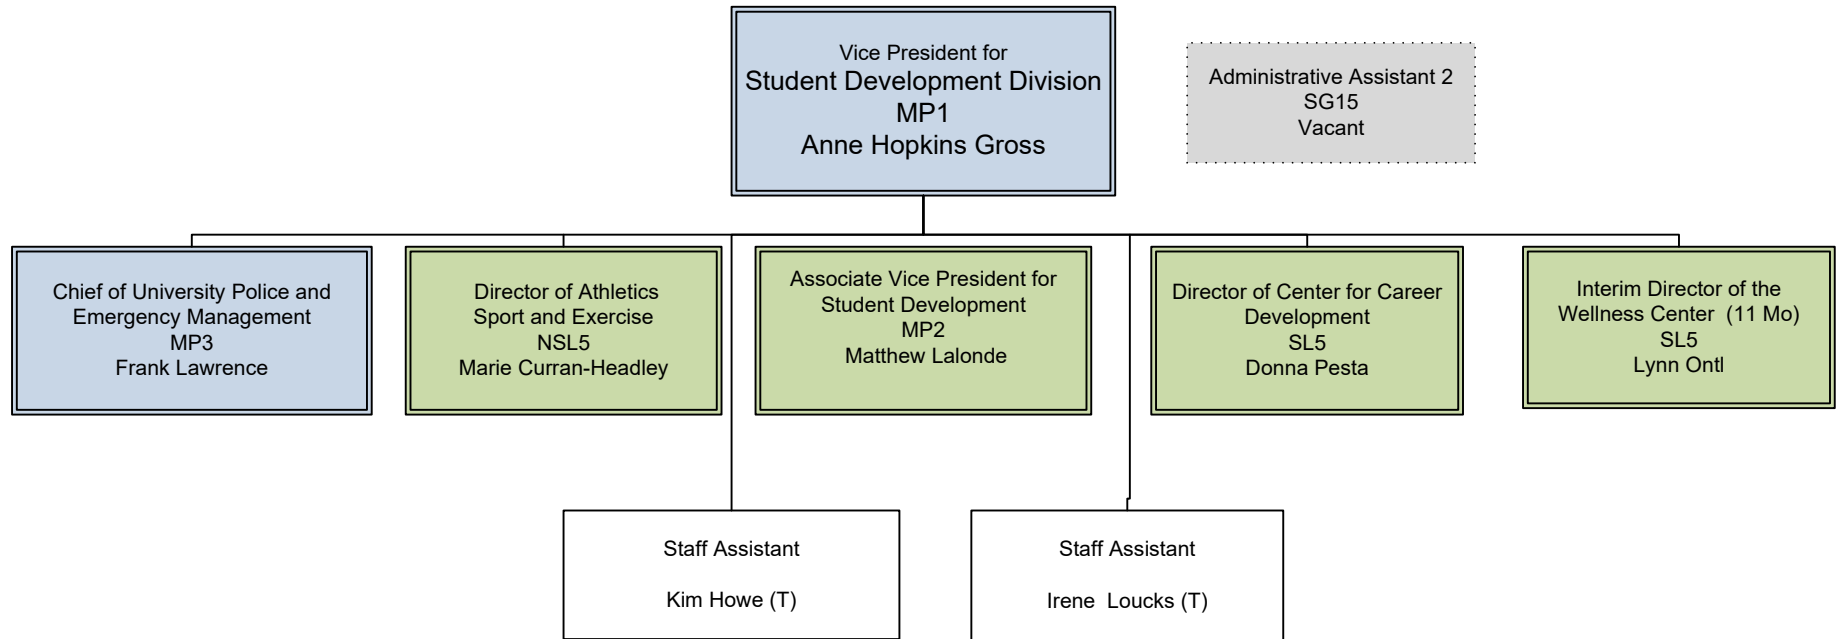 Vice President for
Student Development Division
MP1
Anne Hopkins Gross
Administrative Assistant 2
SG15
Vacant
Chief of University Police and
Emergency Management
MP3
Frank Lawrence
Director of Athletics
Sport and Exercise
NSL5
Marie Curran-Headley
Associate Vice President for
Student Development
MP2
Matthew Lalonde
Director of Center for Career
Development
SL5
Donna Pesta
Interim Director of the
Wellness Center (11 Mo)
SL5
Lynn Ontl
Staff Assistant
Kim Howe (T)
Staff Assistant
Irene Loucks (T)